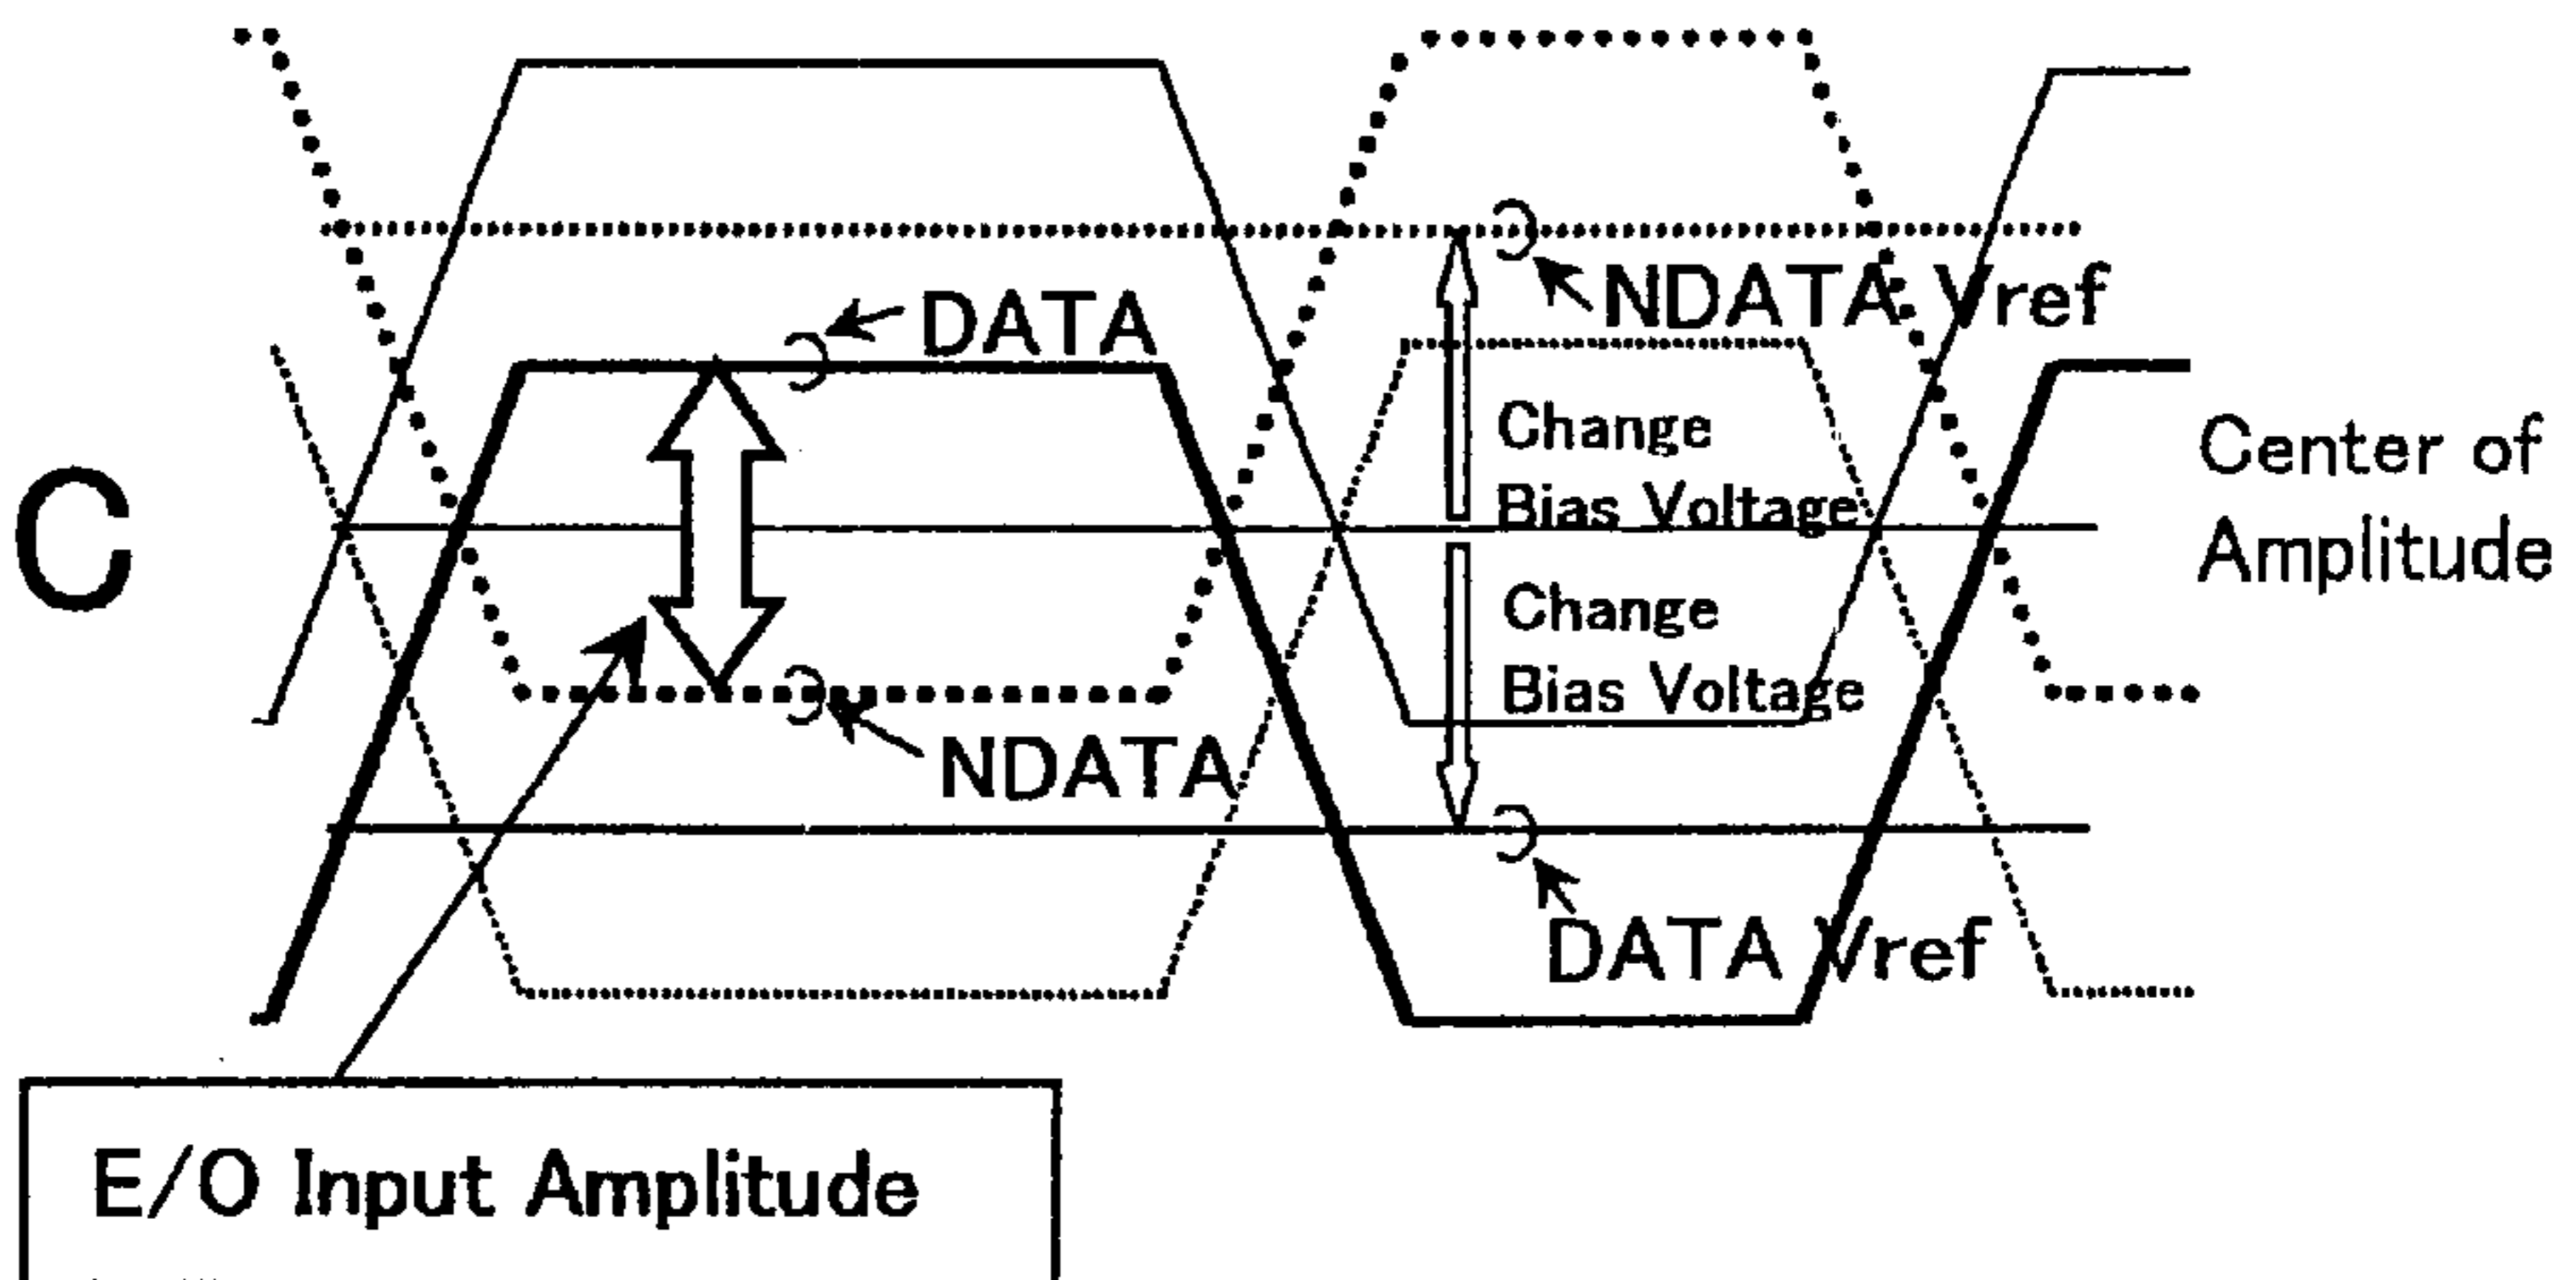 NDATA Vref
DATA
Change
Bias Voltage
Center of
Amplitude
C
Change
Bias Voltage
NDATA
DATA Vref
E/O Input Amplitude